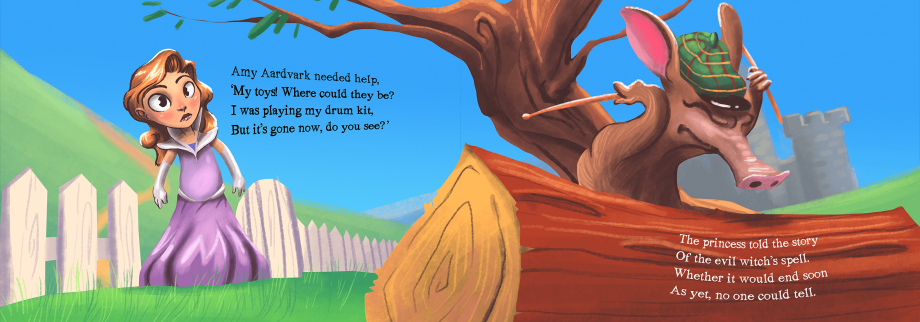 Amy Aardvark needed help,
‘My toys! Where could they be?
I was playing my drum kit,
But it’s gone now, do you see?’
The princess told the story
Of the evil witch’s spell.
Whether it would end soon
As yet, no one could tell.